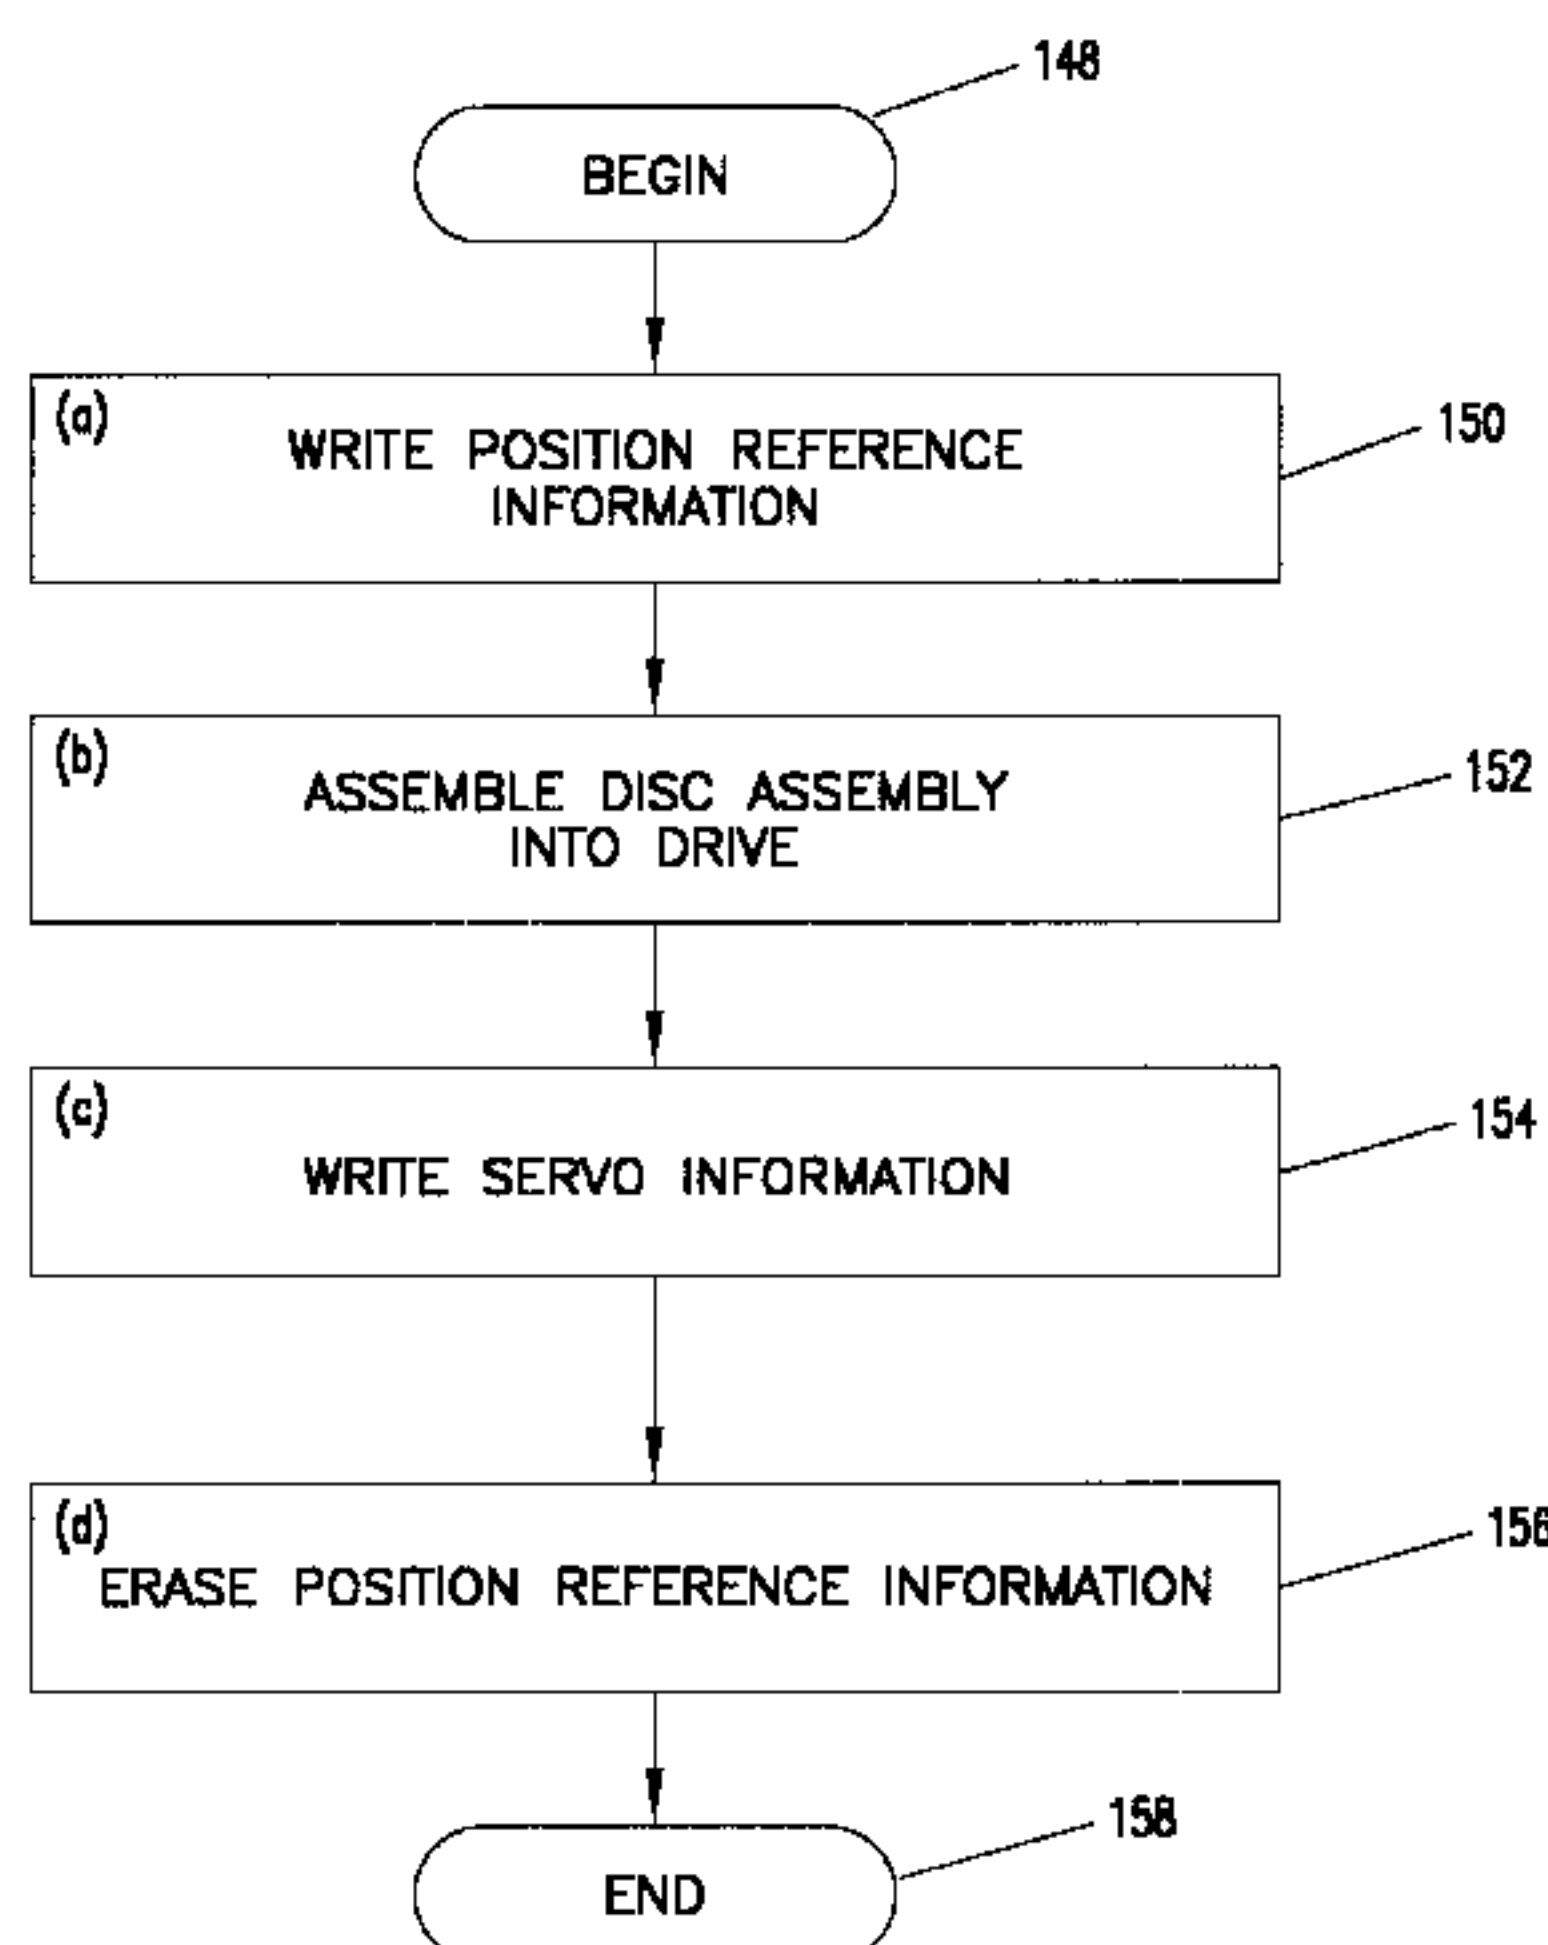 148
BEGIN
(a)
150
WRITE POSITION REFERENCE
INFORMATION
(b)
152
ASSEMBLE DISC ASSEMBLY
INTO DRIVE
(c)
154
WRITE SERVO INFORMATION
(d)
156
ERASE POSITION REFERENCE INFORMATION
158
END